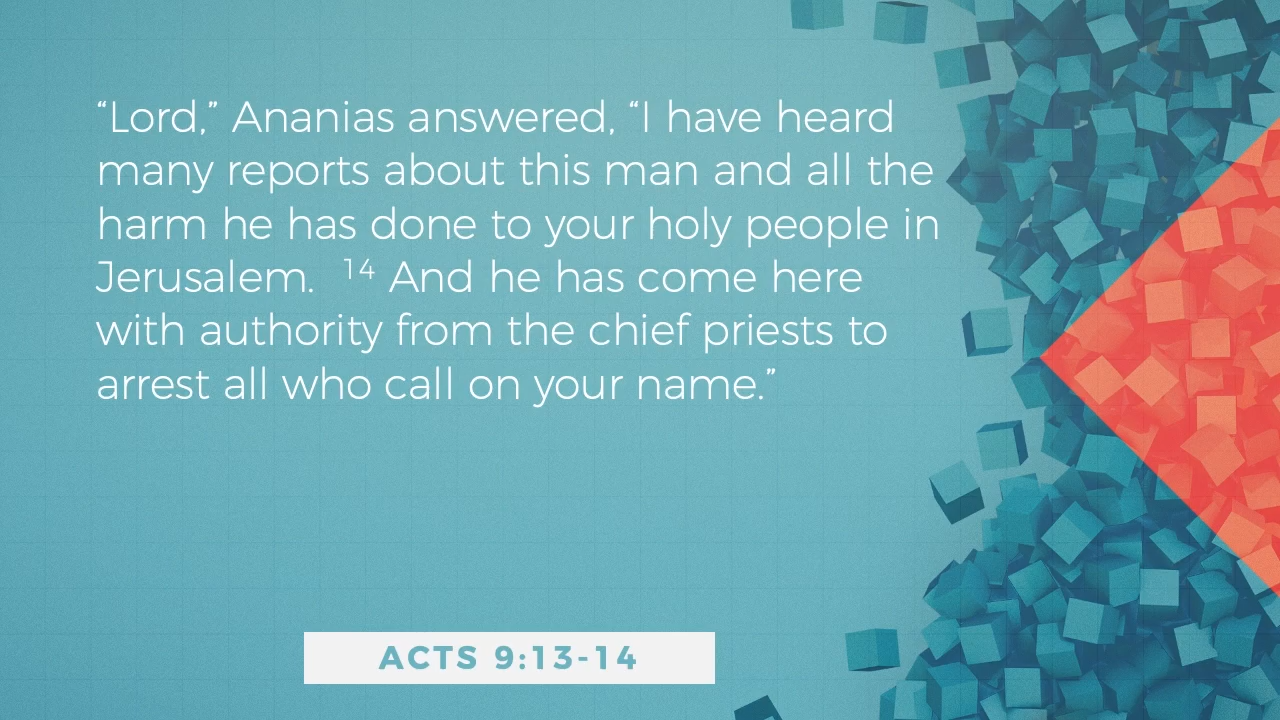 “Lord,” Ananias answered, “I have heard
many reports about this man and all the
harm he has done to your holy people in
Jerusalem. 14 And he has come here
with authority from the chief priests to
arrest all who call on your name.”
ACTS 9:13-14